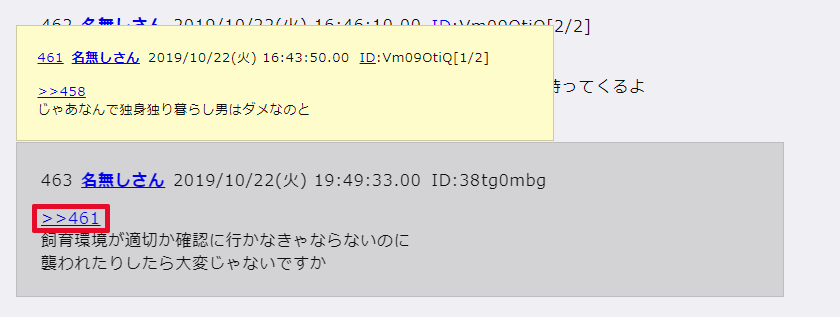 462 名無しさん 2019/10/22(火) 16:46:10.00 ID:Vm09OtiQ[2/2]
461 名無しさん 2019/10/22(火) 16:43:50.00 ID:Vm09OtiQ[1/2]
>>458
じゃあなんで独身独り暮らし男はダメなのと
持ってくるよ
463 名無しさん 2019/10/22(火) 19:49:33.00 ID:38tg0mbg
>>461
飼育環境が適切か確認に行かなきゃならないのに
襲われたりしたら大変じゃないですか